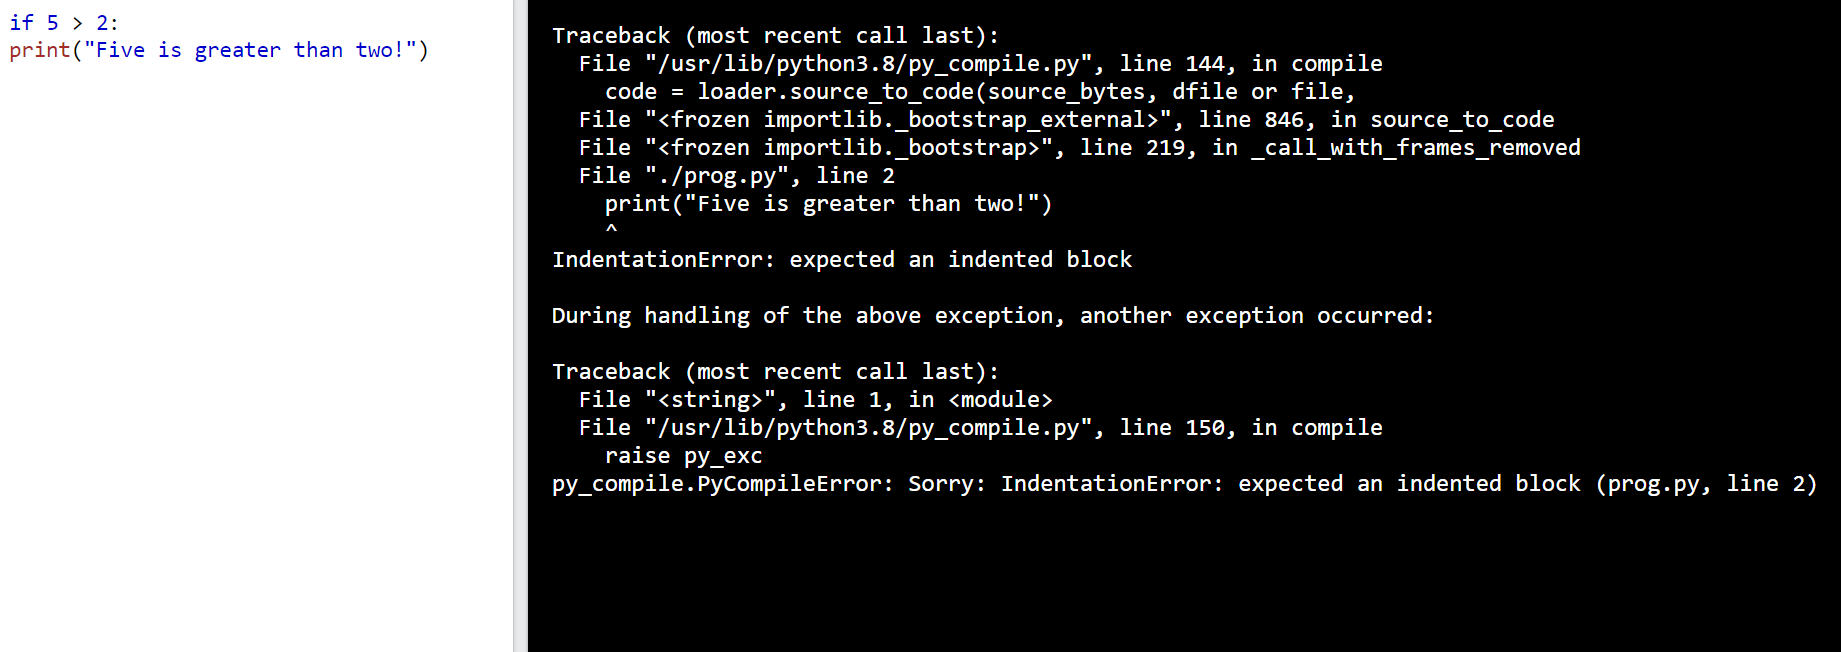 if 5 > 2:
print("Five is greater than two!")
Traceback (most recent call last):
  File "/usr/lib/python3.8/py_compile.py", line 144, in compile
    code = loader.source_to_code(source_bytes, dfile or file,
  File "<frozen importlib._bootstrap_external>", line 846, in source_to_code
  File "<frozen importlib._bootstrap>", line 219, in _call_with_frames_removed
  File "./prog.py", line 2
    print("Five is greater than two!")
    ^
IndentationError: expected an indented block

During handling of the above exception, another exception occurred:

Traceback (most recent call last):
  File "<string>", line 1, in <module>
  File "/usr/lib/python3.8/py_compile.py", line 150, in compile
    raise py_exc
py_compile.PyCompileError: Sorry: IndentationError: expected an indented block (prog.py, line 2)